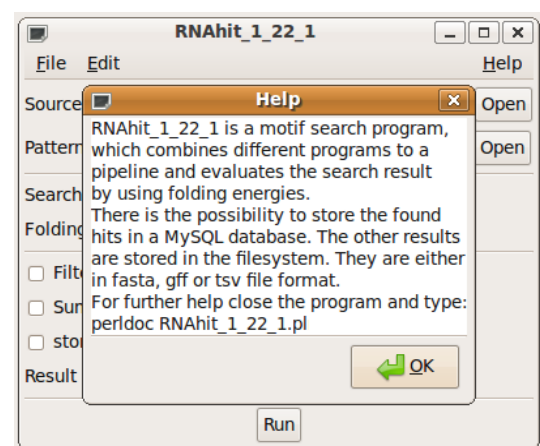 RNAhit_1_22_1
File Edit Help
Source Open
Pattern Open
Search
Folding
Result
Help
RNAhit_1_22_1 is a motif search program,
which combines different programs to a
pipeline and evaluates the search result
by using folding energies.
There is the possibility to store the found
hits in a MySQL database. The other results
are stored in the filesystem. They are either
in fasta, gff or tsv file format.
For further help close the program and type:
perldoc RNAhit_1_22_1.pl
OK
Run